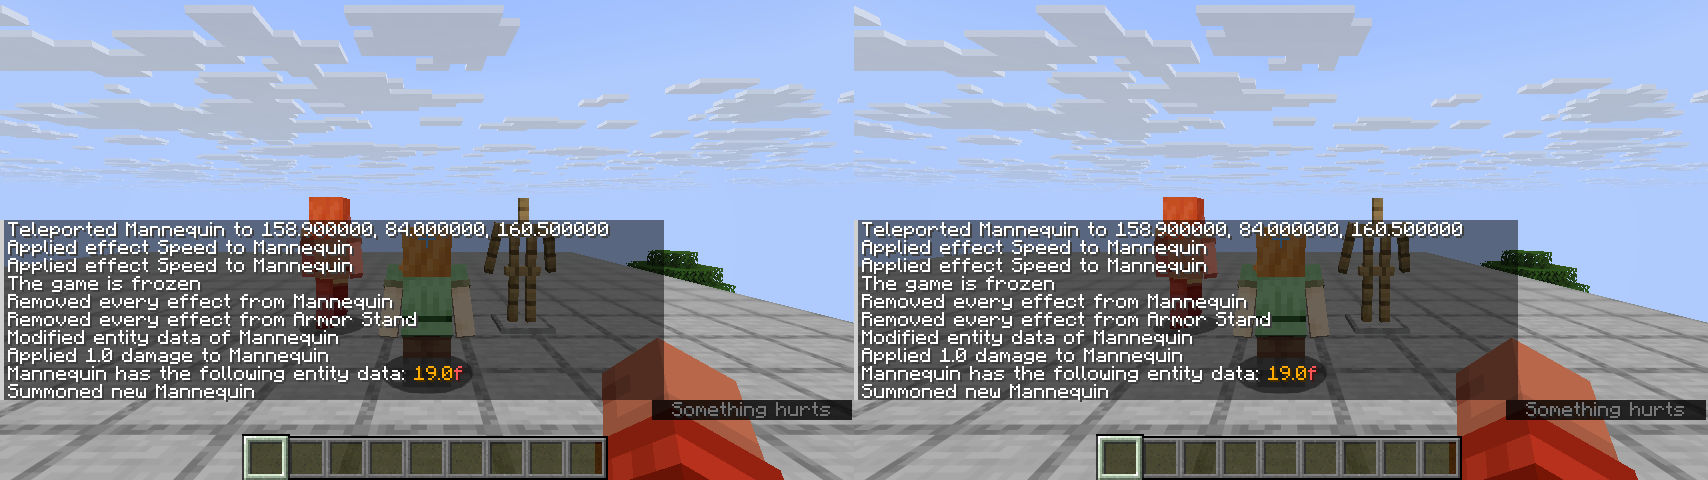 Teleported Mannequin to 158.900000, 84.000000, 160.500000
Applied effect Speed to Mannequin
Applied effect Speed to Mannequin
The game is frozen
Removed every effect from Mannequin
Removed every effect from Armor Stand
Modified entity data of Mannequin
Applied 1.0 damage to Mannequin
Mannequin has the following entity data: 19.0f
Summoned new Mannequin
Something hurts
Teleported Mannequin to 158.900000, 84.000000, 160.500000
Applied effect Speed to Mannequin
Applied effect Speed to Mannequin
The game is frozen
Removed every effect from Mannequin
Removed every effect from Armor Stand
Modified entity data of Mannequin
Applied 1.0 damage to Mannequin
Mannequin has the following entity data: 19.0f
Summoned new Mannequin
Something hurts